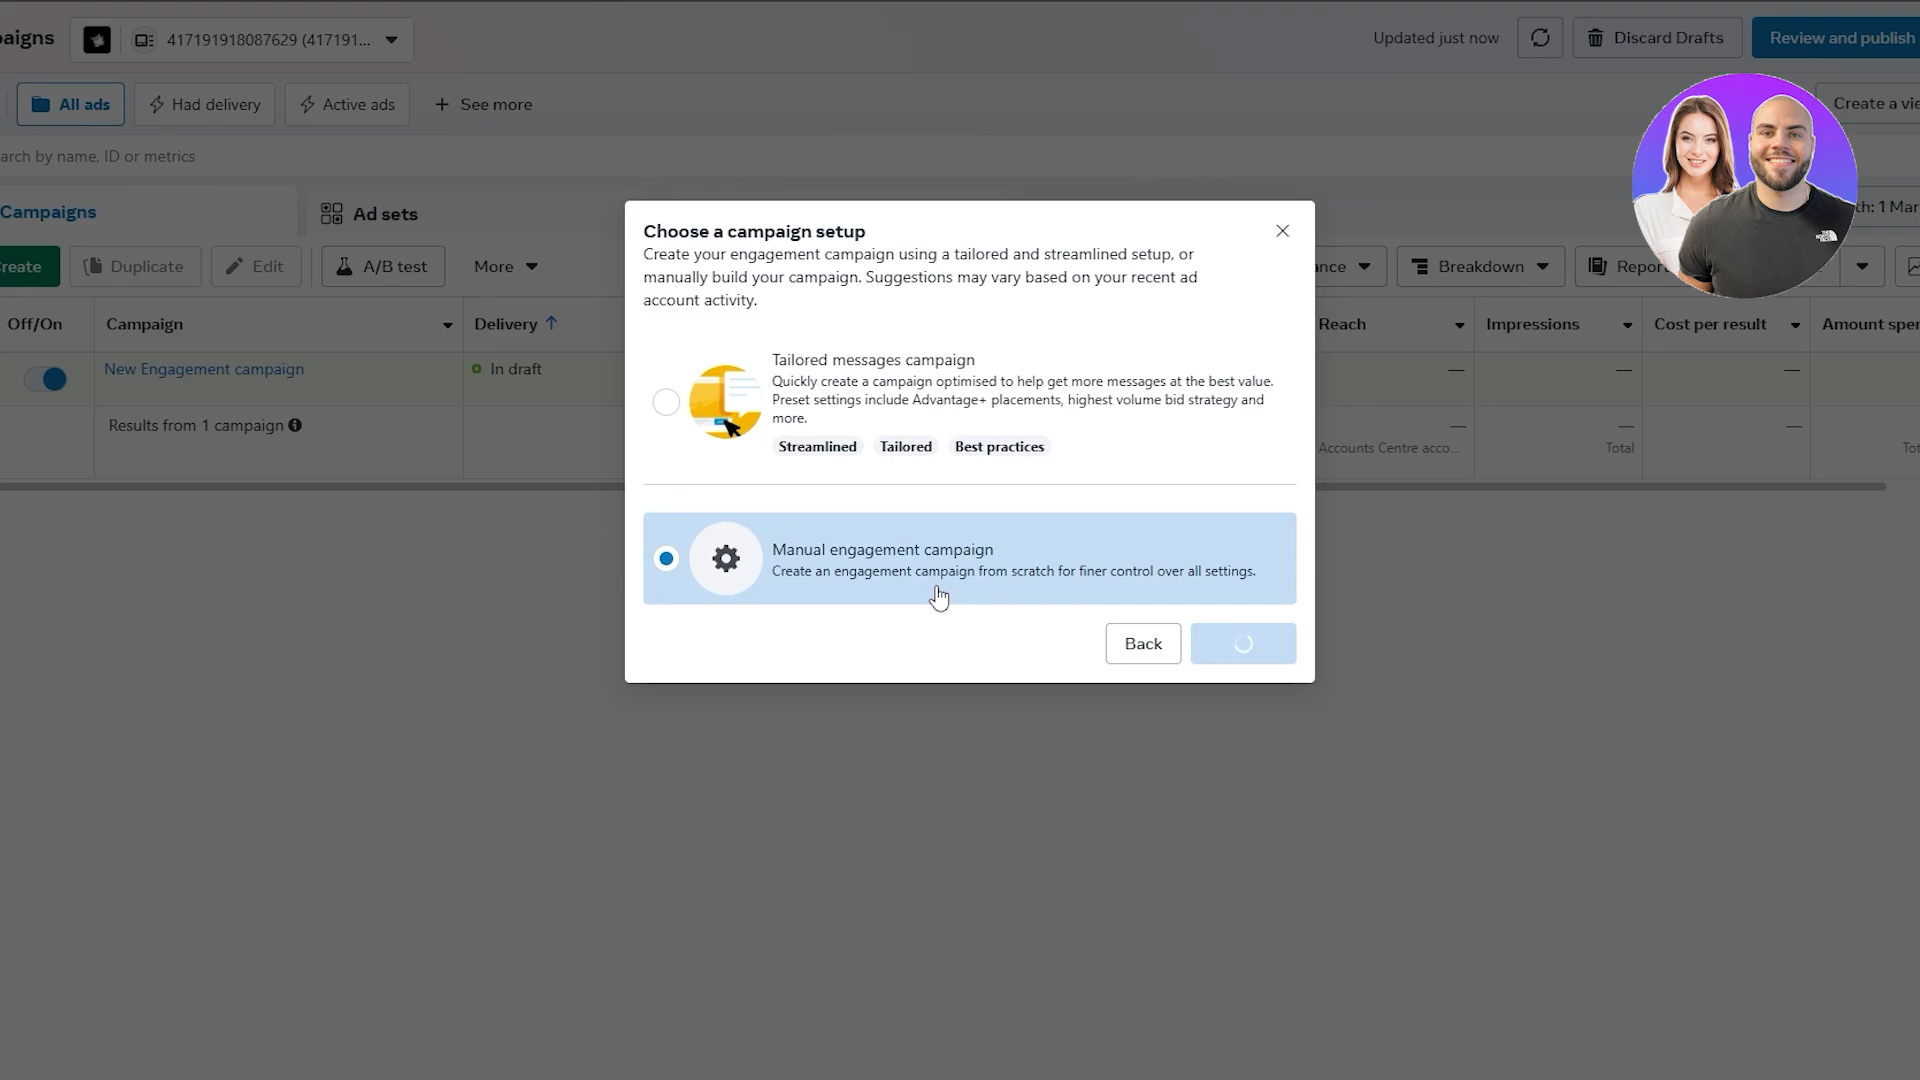 aigns
417191918087629 (417191...
Updated just now
Discard Drafts
Review and publish
All ads
Had delivery
Active ads
+ See more
Create a vie
arch by name, ID or metrics
Campaigns
Ad sets
th: 1 Mar
reate
Duplicate
Edit
A/B test
More
nce
Breakdown
Repor
Off/On
Campaign
Delivery ↑
Reach
Impressions
Cost per result
Amount spen
New Engagement campaign
In draft
—
—
—
Results from 1 campaign
—
—
—
Accounts Centre acco...
Total
Tot
Choose a campaign setup
Create your engagement campaign using a tailored and streamlined setup, or
manually build your campaign. Suggestions may vary based on your recent ad
account activity.
Tailored messages campaign
Quickly create a campaign optimised to help get more messages at the best value.
Preset settings include Advantage+ placements, highest volume bid strategy and
more.
Streamlined Tailored Best practices
Manual engagement campaign
Create an engagement campaign from scratch for finer control over all settings.
Back